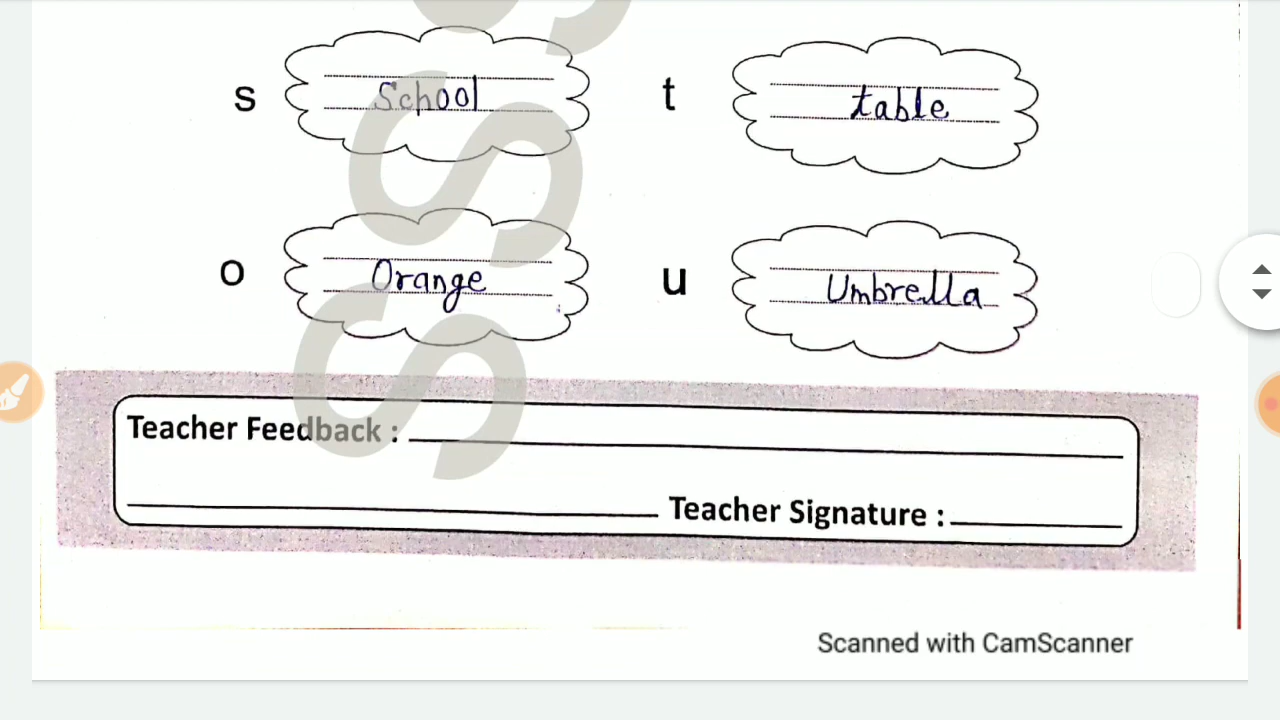 s School t table
o Orange u Umbrella
Teacher Feedback :
Teacher Signature :
Scanned with CamScanner